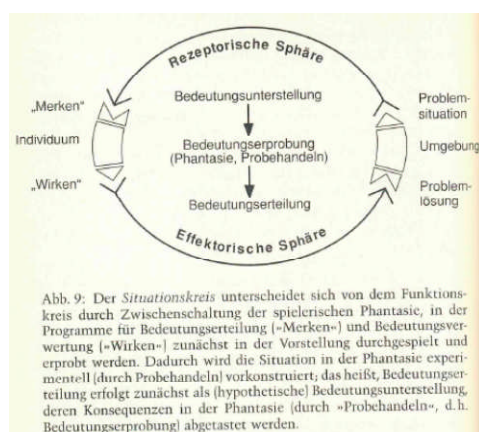 Rezeptorische Sphäre
„Merken"
Individuum
„Wirken"
Bedeutungsunterstellung
Bedeutungserprobung
(Phantasie, Probehandeln)
Bedeutungserteilung
Problem-
situation
Umgebung
Problem-
lösung
Effektorische Sphäre
Abb. 9: Der Situationskreis unterscheidet sich von dem Funktions-
kreis durch Zwischenschaltung der spielerischen Phantasie, in der
Programme für Bedeutungserteilung (»Merken«) und Bedeutungsver-
wertung (»Wirken«) zunächst in der Vorstellung durchgespielt und
erprobt werden. Dadurch wird die Situation in der Phantasie experi-
mentell (durch Probehandeln) vorkonstruiert; das heißt, Bedeutungser-
teilung erfolgt zunächst als (hypothetische) Bedeutungsunterstellung,
deren Konsequenzen in der Phantasie (durch »Probehandeln«, d.h.
Bedeutungserprobung) abgetastet werden.